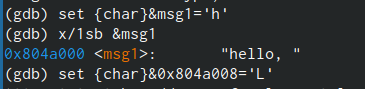 (gdb) set {char}&msg1='h'
(gdb) x/1sb &msg1
0x804a000 <msg1>:        "hello, "
(gdb) set {char}&0x804a008='L'